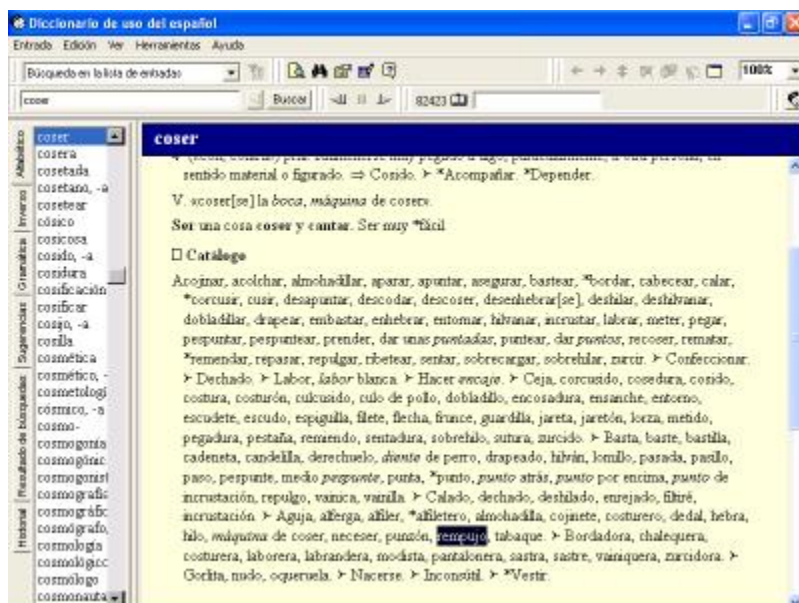 Diccionario de uso del español
Entrada Edición Ver Herramientas Ayuda
Búsqueda en la lista de entradas
100%
coser
Buscar
82423
Alfabético
Inverso
Gramática
Sugerencias
Resultado de búsquedas
Historial
coser
cosera
cosetada
cosetano, -a
cosetear
cósico
cosicosa
cosido, -a
cosidura
cosificación
cosificar
cosijo, -a
cosilla
cosmética
cosmético, -
cosmetologí
cósmico, -a
cosmo-
cosmogonía
cosmogónic
cosmogonist
cosmografía
cosmográfic
cosmógrafo,
cosmología
cosmológicc
cosmólogo
cosmonauta
coser
sentido material o figurado. ⇒ Cosido. ➢ *Acompañar. *Depender.
V. «coser[se] la boca, máquina de coser».
Ser una cosa coser y cantar. Ser muy *fácil
□ Catálogo
Acojinar, acolchar, almohadillar, aparar, apuntar, asegurar, bastear, *bordar, cabecear, calar,
*corcusir, cusir, desapuntar, descodar, descoser, desenhebrar[se], deshilar, deshilvanar,
dobladillar, drapear, embastar, enhebrar, entornar, hilvanar, incrustar, labrar, meter, pegar,
pespuntar, pespuntear, prender, dar unas puntadas, puntear, dar puntos, recoser, rematar,
*remendar, repasar, repulgar, ribetear, sentar, sobrecargar, sobrehilar, zurcir. ➢ Confeccionar.
➢ Dechado. ➢ Labor, labor blanca. ➢ Hacer encaje. ➢ Ceja, corcusido, cosedura, cosido,
costura, costurón, culcusido, culo de pollo, dobladillo, encosadura, ensanche, entorno,
escudete, escudo, espiguilla, filete, flecha, frunce, guardilla, jareta, jaretón, lorza, metido,
pegadura, pestaña, remiendo, sentadura, sobrehilo, sutura, zurcido. ➢ Basta, baste, bastilla,
cadeneta, candelilla, derechuelo, diente de perro, drapeado, hilván, lomillo, pasada, pasillo,
paso, pespunte, medio pespunte, punta, *punto, punto atrás, punto por encima, punto de
incrustación, repulgo, vainica, vainilla. ➢ Calado, dechado, deshilado, enrejado, filtiré,
incrustación. ➢ Aguja, alferga, alfiler, *alfiletero, almohadilla, cojinete, costurero, dedal, hebra,
hilo, máquina de coser, neceser, punzón, rempujo, tabaque. ➢ Bordadora, chalequera,
costurera, laborera, labrandera, modista, pantalonera, sastra, sastre, vainiquera, zurcidora. ➢
Gorlita, nudo, oqueruela. ➢ Nacerse. ➢ Inconsútil. ➢ *Vestir.